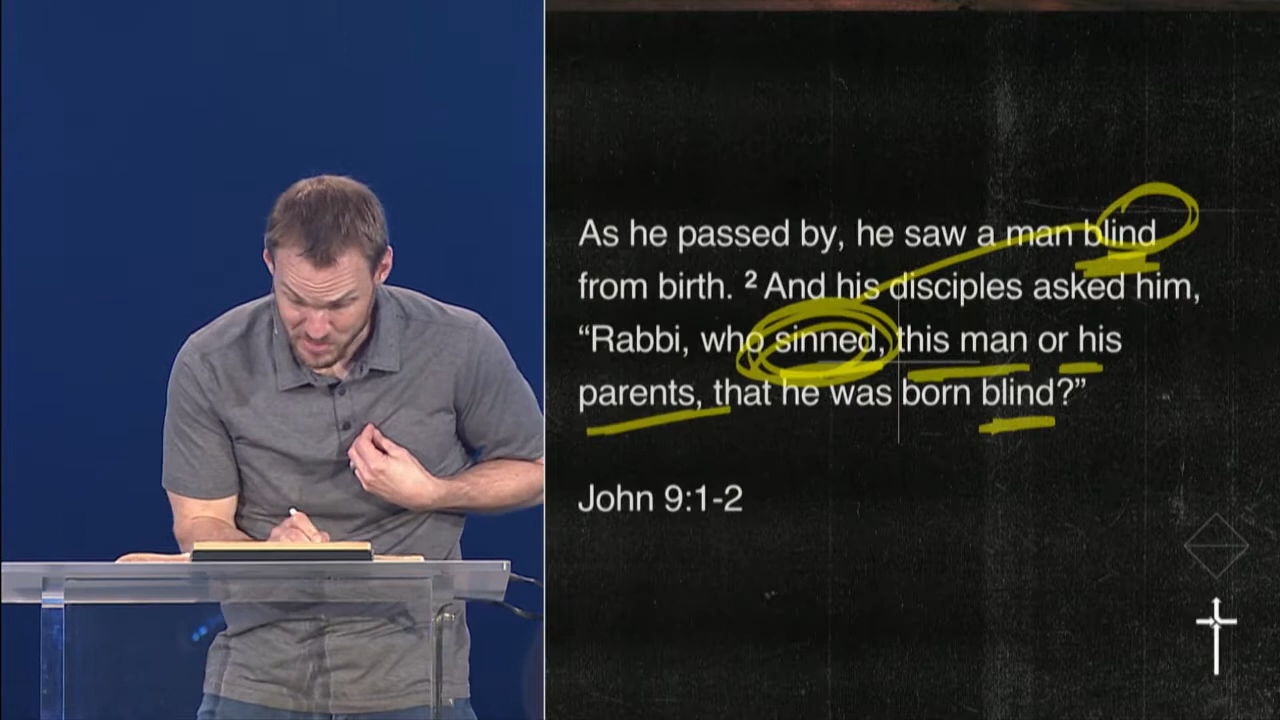 As he passed by, he saw a man blind
from birth. ² And his disciples asked him,
“Rabbi, who sinned, this man or his
parents, that he was born blind?”
John 9:1-2